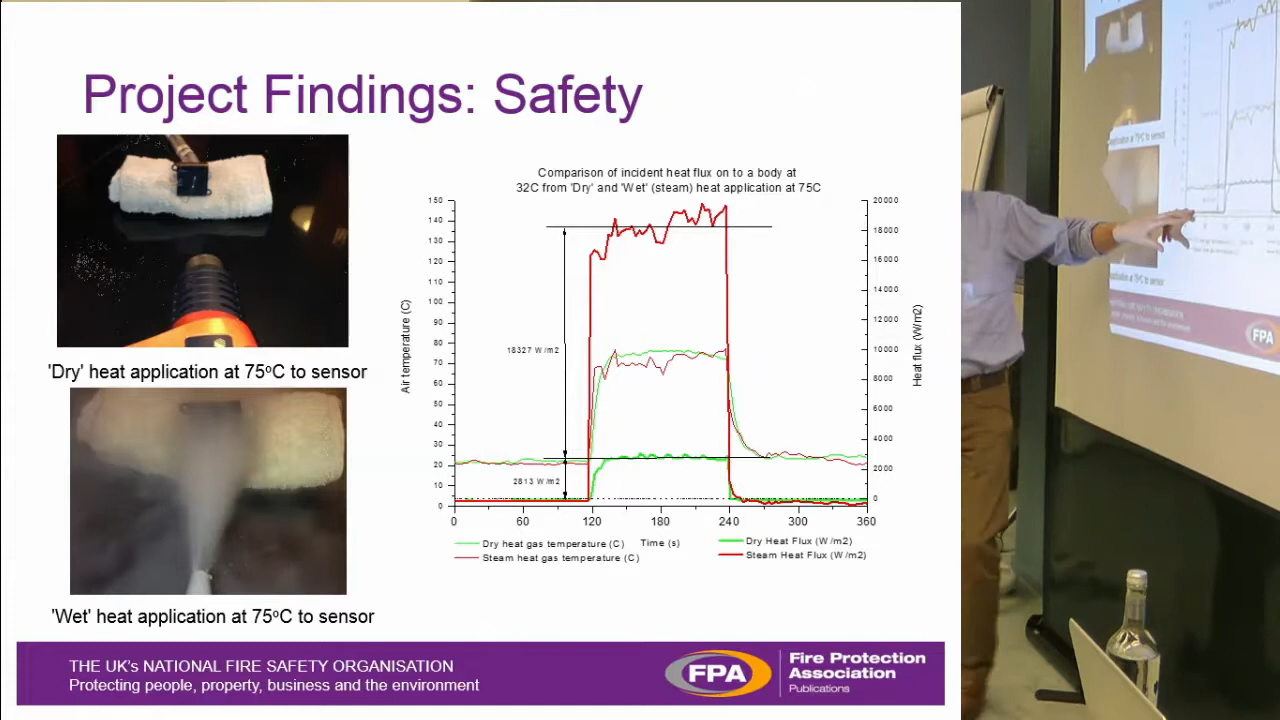 Project Findings: Safety
'Dry' heat application at 75ºC to sensor
'Wet' heat application at 75ºC to sensor
Comparison of incident heat flux on to a body at
32C from 'Dry' and 'Wet' (steam) heat application at 75C
Air temperature (C)
150
130
120
110
100
90
80
70
60
50
40
30
20
10
0
18327 W/m2
2813 W/m2
20000
18000
16000
14000
12000
10000
8000
6000
4000
2000
0
Heat flux (W/m2)
0
60
120
180
240
300
360
Time (s)
Dry heat gas temperature (C)
Steam heat gas temperature (C)
Dry Heat Flux (W/m2)
Steam Heat Flux (W/m2)
THE UK's NATIONAL FIRE SAFETY ORGANISATION
Protecting people, property, business and the environment
FPA
Fire Protection
Association
Publications
FPA